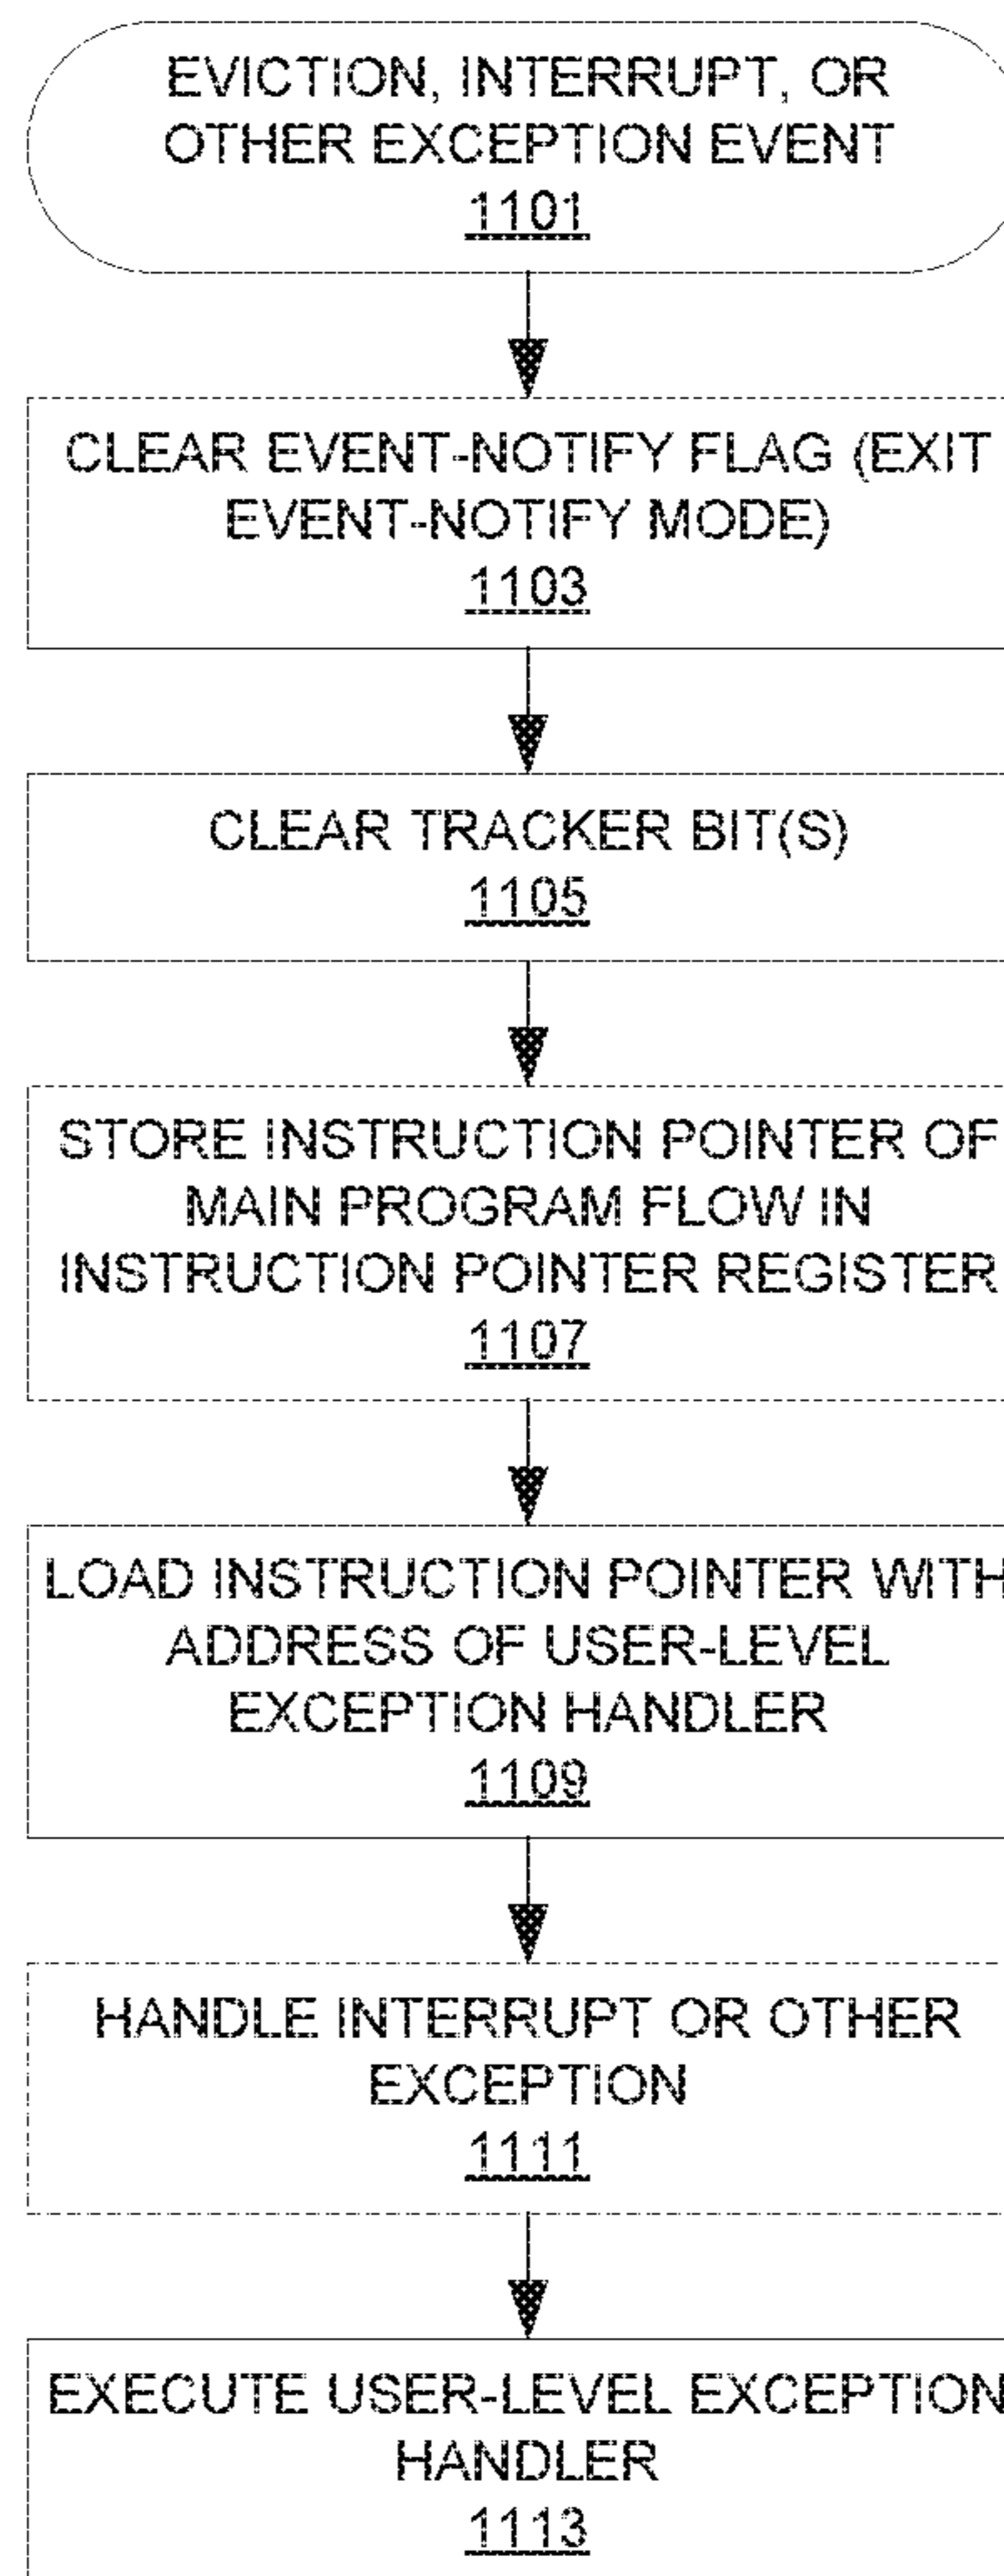 EVICTION, INTERRUPT, OR
OTHER EXCEPTION EVENT
1101
CLEAR EVENT-NOTIFY FLAG (EXIT
EVENT-NOTIFY MODE)
1103
CLEAR TRACKER BIT(S)
1105
STORE INSTRUCTION POINTER OF
MAIN PROGRAM FLOW IN
INSTRUCTION POINTER REGISTER
1107
LOAD INSTRUCTION POINTER WITH
ADDRESS OF USER-LEVEL
EXCEPTION HANDLER
1109
HANDLE INTERRUPT OR OTHER
EXCEPTION
1111
EXECUTE USER-LEVEL EXCEPTION
HANDLER
1113